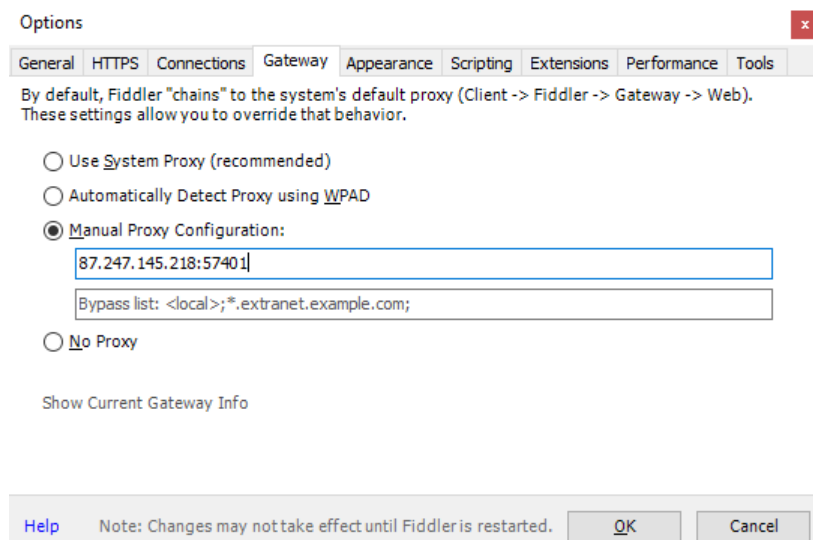 Options
x
General HTTPS Connections Gateway Appearance Scripting Extensions Performance Tools
By default, Fiddler "chains" to the system's default proxy (Client -> Fiddler -> Gateway -> Web).
These settings allow you to override that behavior.
Use System Proxy (recommended)
Automatically Detect Proxy using WPAD
Manual Proxy Configuration:
87.247.145.218:57401
Bypass list: <local>;*.extranet.example.com;
No Proxy
Show Current Gateway Info
Help Note: Changes may not take effect until Fiddler is restarted. OK Cancel